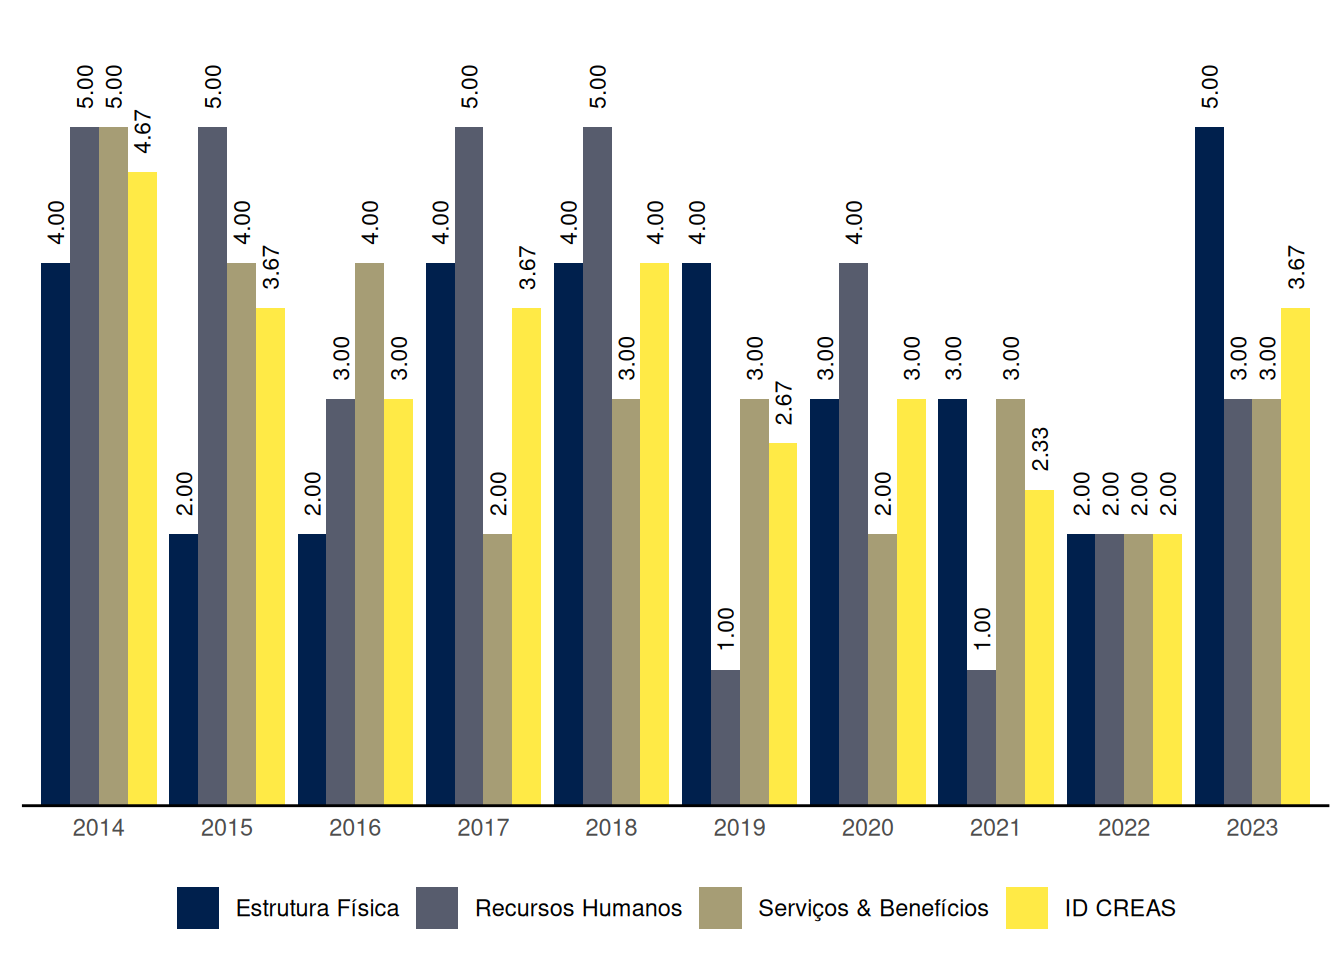 4.00 5.00 5.00 4.67
2.00 5.00 4.00 3.67
2.00 3.00 4.00 3.00
4.00 5.00 2.00 3.67
4.00 5.00 3.00 4.00
4.00 1.00 3.00 2.67
3.00 4.00 2.00 3.00
3.00 1.00 3.00 2.33
2.00 2.00 2.00 2.00
5.00 3.00 3.00 3.67
2014 2015 2016 2017 2018 2019 2020 2021 2022 2023
Estrutura Física Recursos Humanos Serviços & Benefícios ID CREAS